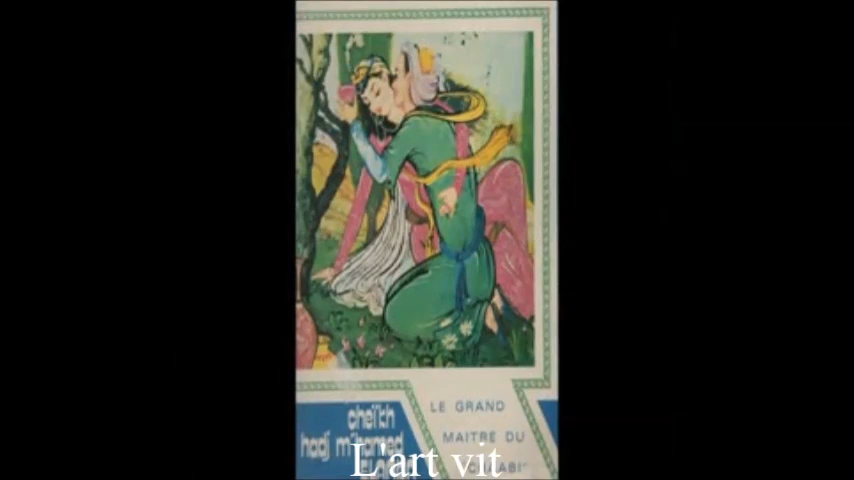 cheikh
hadj m'hamed
LE GRAND
MAITRE DU
L'art vit